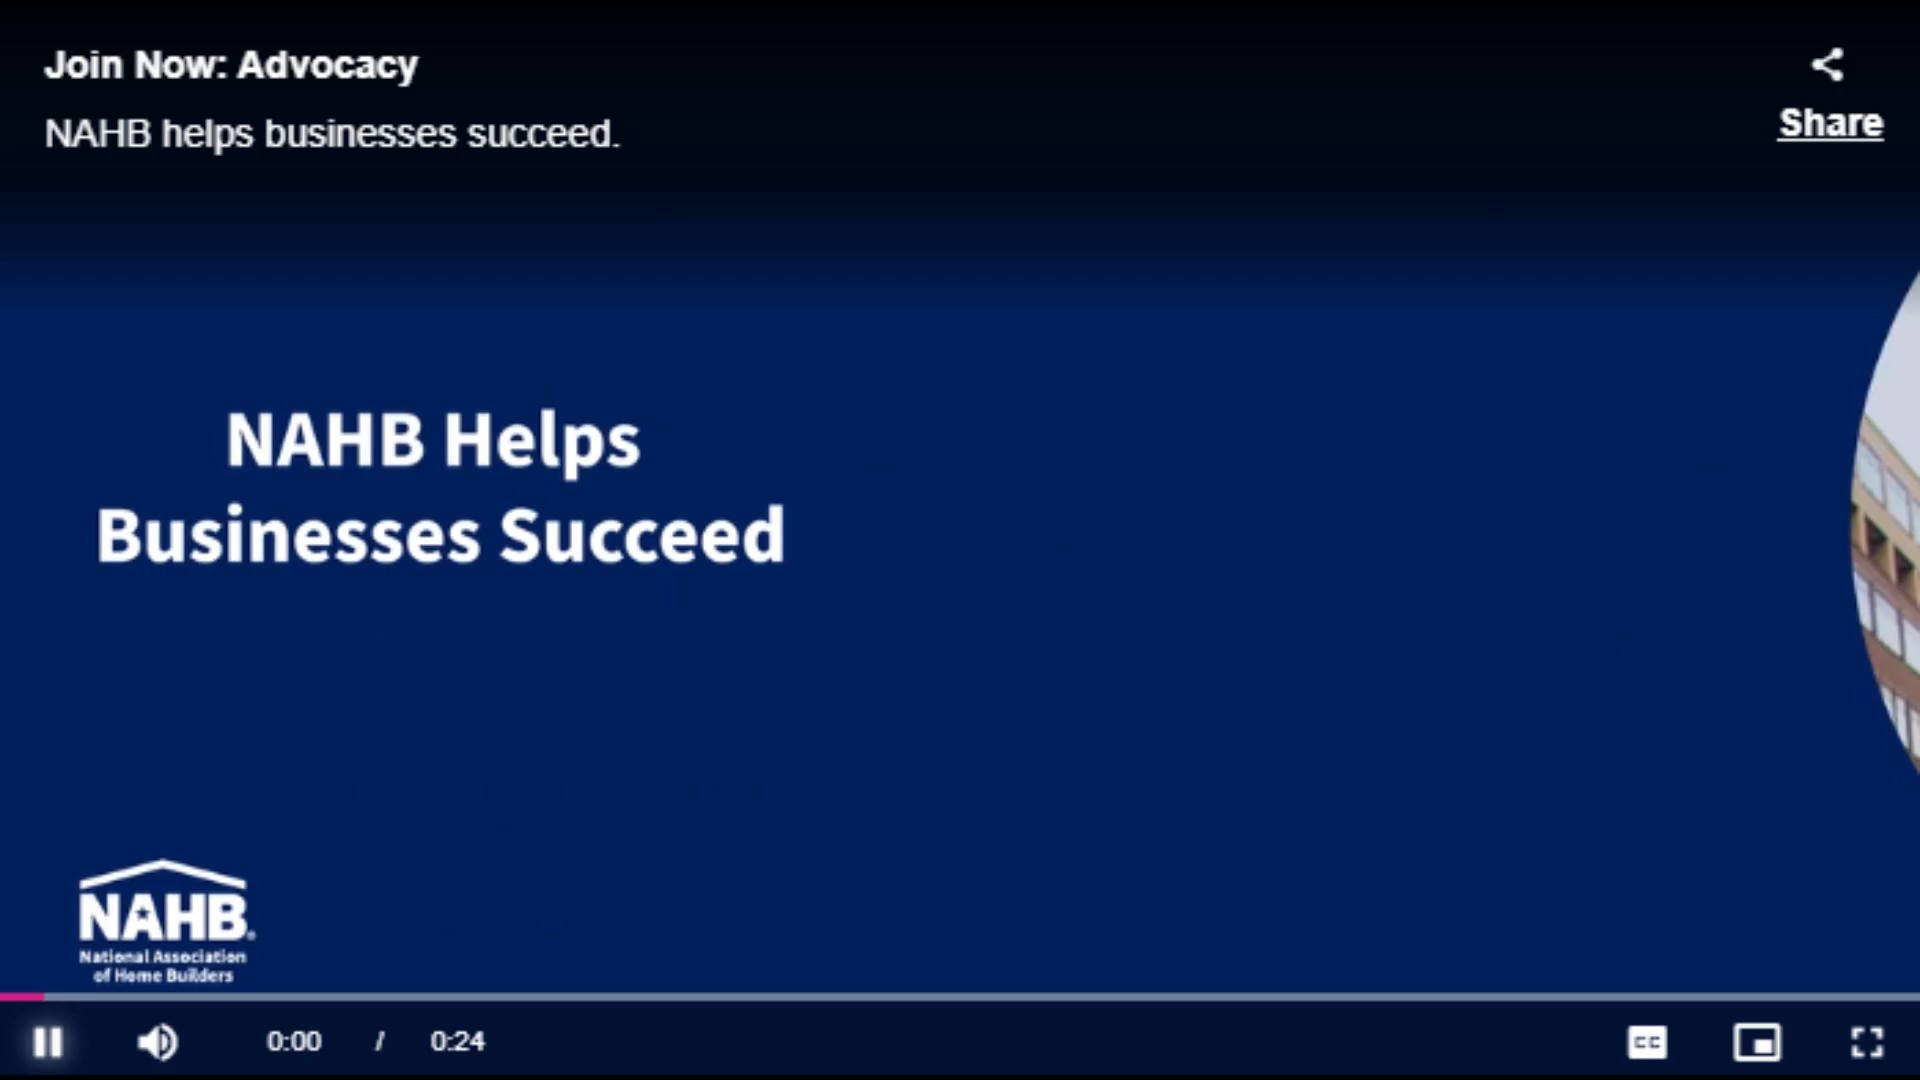 Join Now: Advocacy
NAHB helps businesses succeed.
Share
NAHB Helps
Businesses Succeed
NAHB®
National Association
of Home Builders
0:00 / 0:24
CC